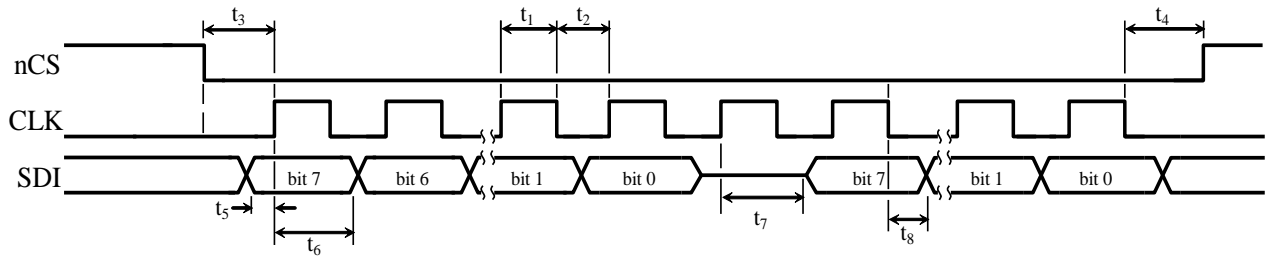 t3 t1 t2 t4
nCS
CLK
SDI bit 7 bit 6 bit 1 bit 0 bit 7 bit 1 bit 0
t5 t6 t7 t8